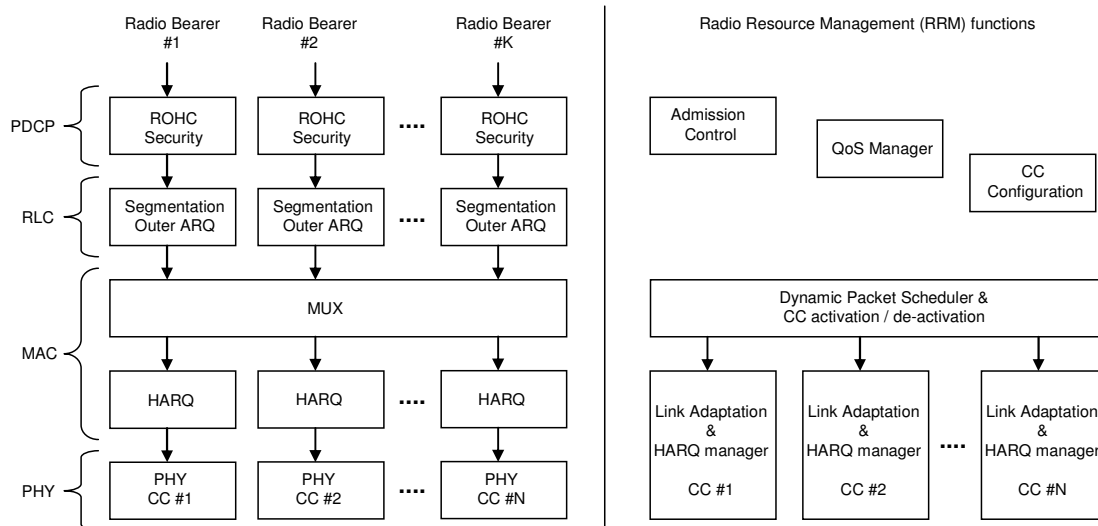 Radio Bearer
#1
Radio Bearer
#2
Radio Bearer
#K
PDCP
ROHC
Security
ROHC
Security
....
ROHC
Security
RLC
Segmentation
Outer ARQ
Segmentation
Outer ARQ
....
Segmentation
Outer ARQ
MAC
MUX
HARQ
HARQ
....
HARQ
PHY
PHY
CC #1
PHY
CC #2
....
PHY
CC #N
Radio Resource Management (RRM) functions
Admission
Control
QoS Manager
CC
Configuration
Dynamic Packet Scheduler &
CC activation / de-activation
Link Adaptation
&
HARQ manager
CC #1
Link Adaptation
&
HARQ manager
CC #2
....
Link Adaptation
&
HARQ manager
CC #N